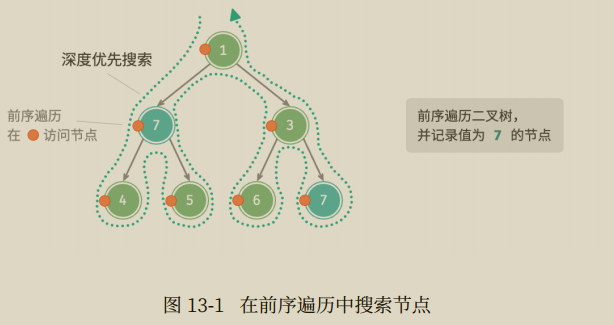 深度优先搜索
前序遍历
在 访问节点
1
7
3
4
5
6
7
前序遍历二叉树，
并记录值为 7 的节点
图 13-1 在前序遍历中搜索节点